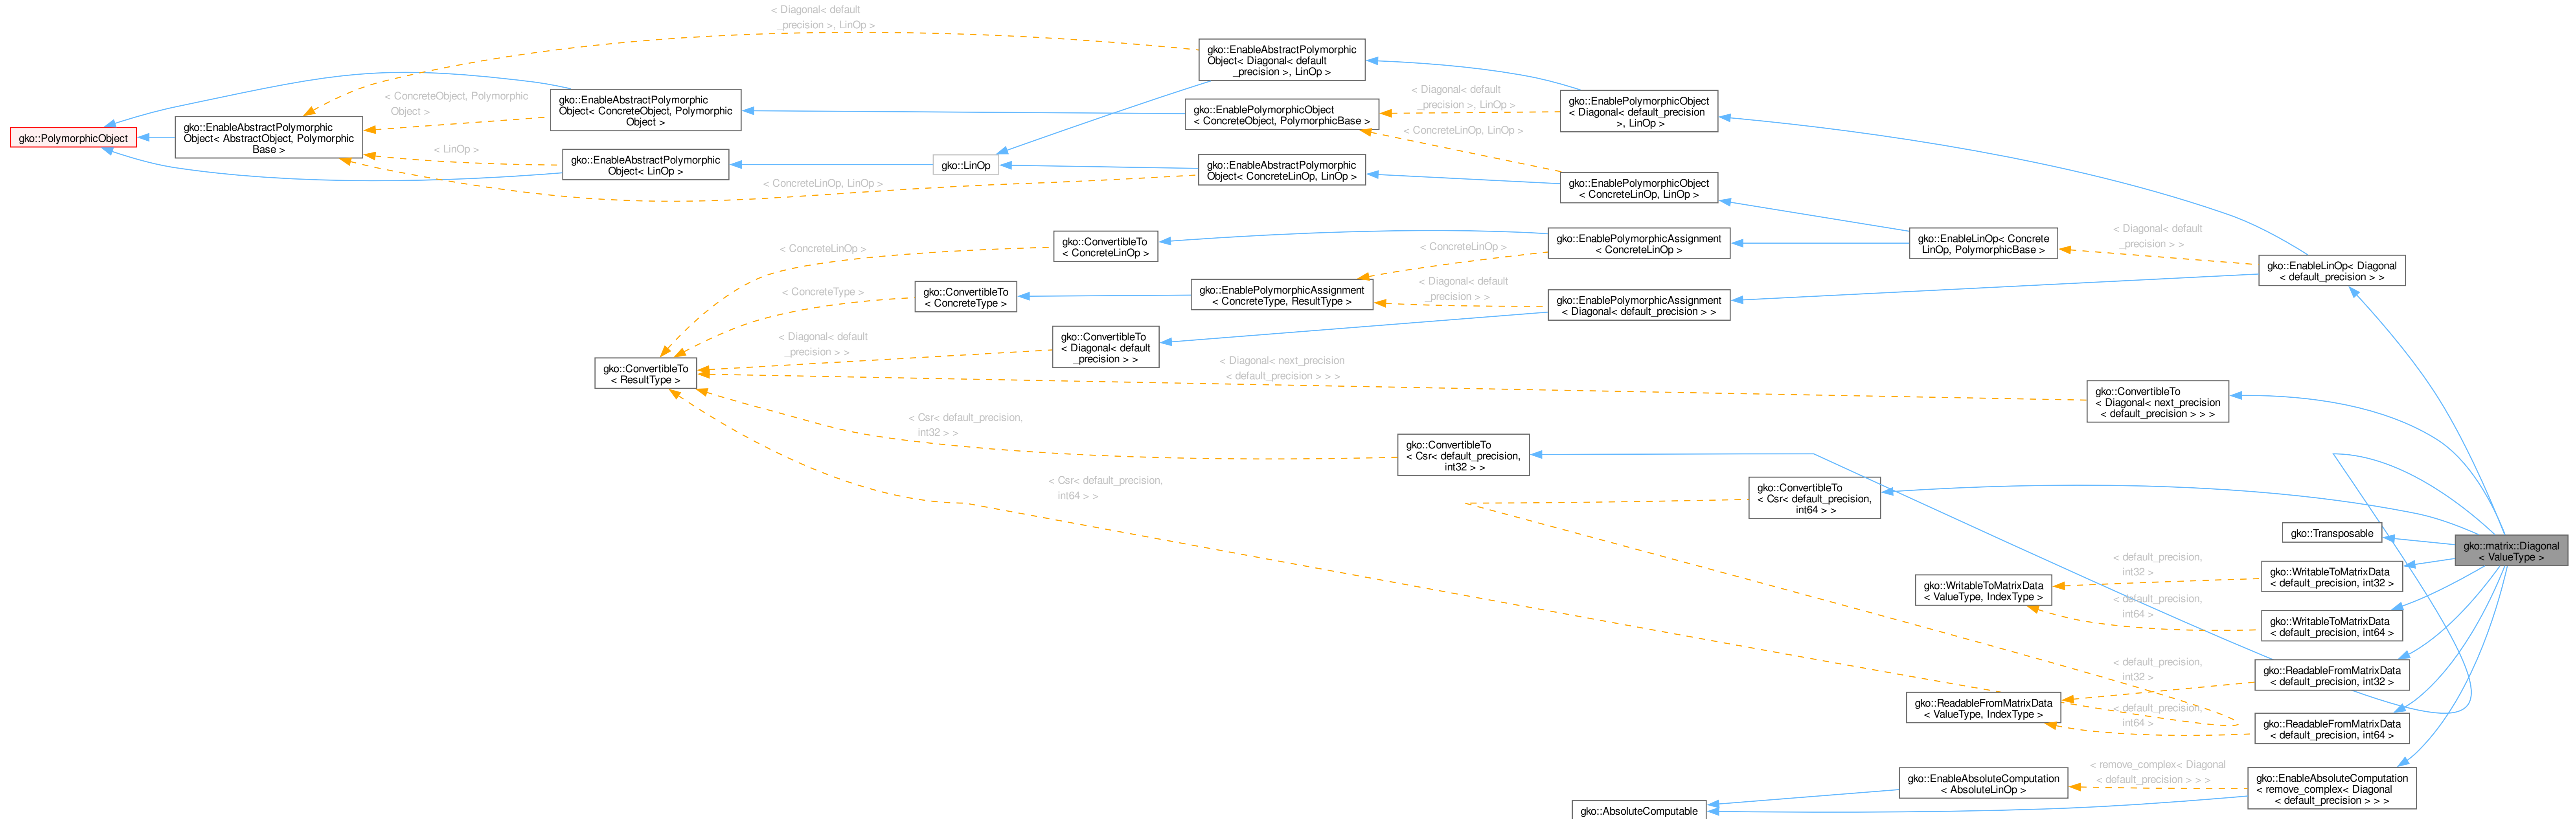 < Diagonal< default
_precision >, LinOp >
gko::EnableAbstractPolymorphic
Object< Diagonal< default
_precision >, LinOp >
< ConcreteObject, Polymorphic
Object >
gko::EnableAbstractPolymorphic
Object< ConcreteObject, Polymorphic
Object >
gko::EnablePolymorphicObject
< ConcreteObject, PolymorphicBase >
< Diagonal< default
_precision >, LinOp >
gko::EnablePolymorphicObject
< Diagonal< default_precision
>, LinOp >
gko::PolymorphicObject
gko::EnableAbstractPolymorphic
Object< AbstractObject, Polymorphic
Base >
< ConcreteLinOp, LinOp >
< LinOp >
gko::EnableAbstractPolymorphic
Object< LinOp >
gko::LinOp
gko::EnableAbstractPolymorphic
Object< ConcreteLinOp, LinOp >
< ConcreteLinOp, LinOp >
gko::EnablePolymorphicObject
< ConcreteLinOp, LinOp >
< ConcreteLinOp >
gko::ConvertibleTo
< ConcreteLinOp >
< ConcreteLinOp >
gko::EnablePolymorphicAssignment
< ConcreteLinOp >
gko::EnableLinOp< Concrete
LinOp, PolymorphicBase >
< Diagonal< default
_precision > >
gko::EnableLinOp< Diagonal
< default_precision > >
< ConcreteType >
gko::ConvertibleTo
< ConcreteType >
gko::EnablePolymorphicAssignment
< ConcreteType, ResultType >
< Diagonal< default
_precision > >
gko::EnablePolymorphicAssignment
< Diagonal< default_precision > >
< Diagonal< default
_precision > >
gko::ConvertibleTo
< Diagonal< default
_precision > >
gko::ConvertibleTo
< ResultType >
< Diagonal< next_precision
< default_precision > > >
gko::ConvertibleTo
< Diagonal< next_precision
< default_precision > > >
< Csr< default_precision,
int32 > >
gko::ConvertibleTo
< Csr< default_precision,
int32 > >
< Csr< default_precision,
int64 > >
gko::ConvertibleTo
< Csr< default_precision,
int64 > >
gko::Transposable
gko::matrix::Diagonal
< ValueType >
< default_precision,
int32 >
gko::WritableToMatrixData
< default_precision, int32 >
gko::WritableToMatrixData
< ValueType, IndexType >
< default_precision,
int64 >
gko::WritableToMatrixData
< default_precision, int64 >
< default_precision,
int32 >
gko::ReadableFromMatrixData
< default_precision, int32 >
gko::ReadableFromMatrixData
< ValueType, IndexType >
< default_precision,
int64 >
gko::ReadableFromMatrixData
< default_precision, int64 >
gko::EnableAbsoluteComputation
< AbsoluteLinOp >
< remove_complex< Diagonal
< default_precision > > >
gko::EnableAbsoluteComputation
< remove_complex< Diagonal
< default_precision > > >
gko::AbsoluteComputable